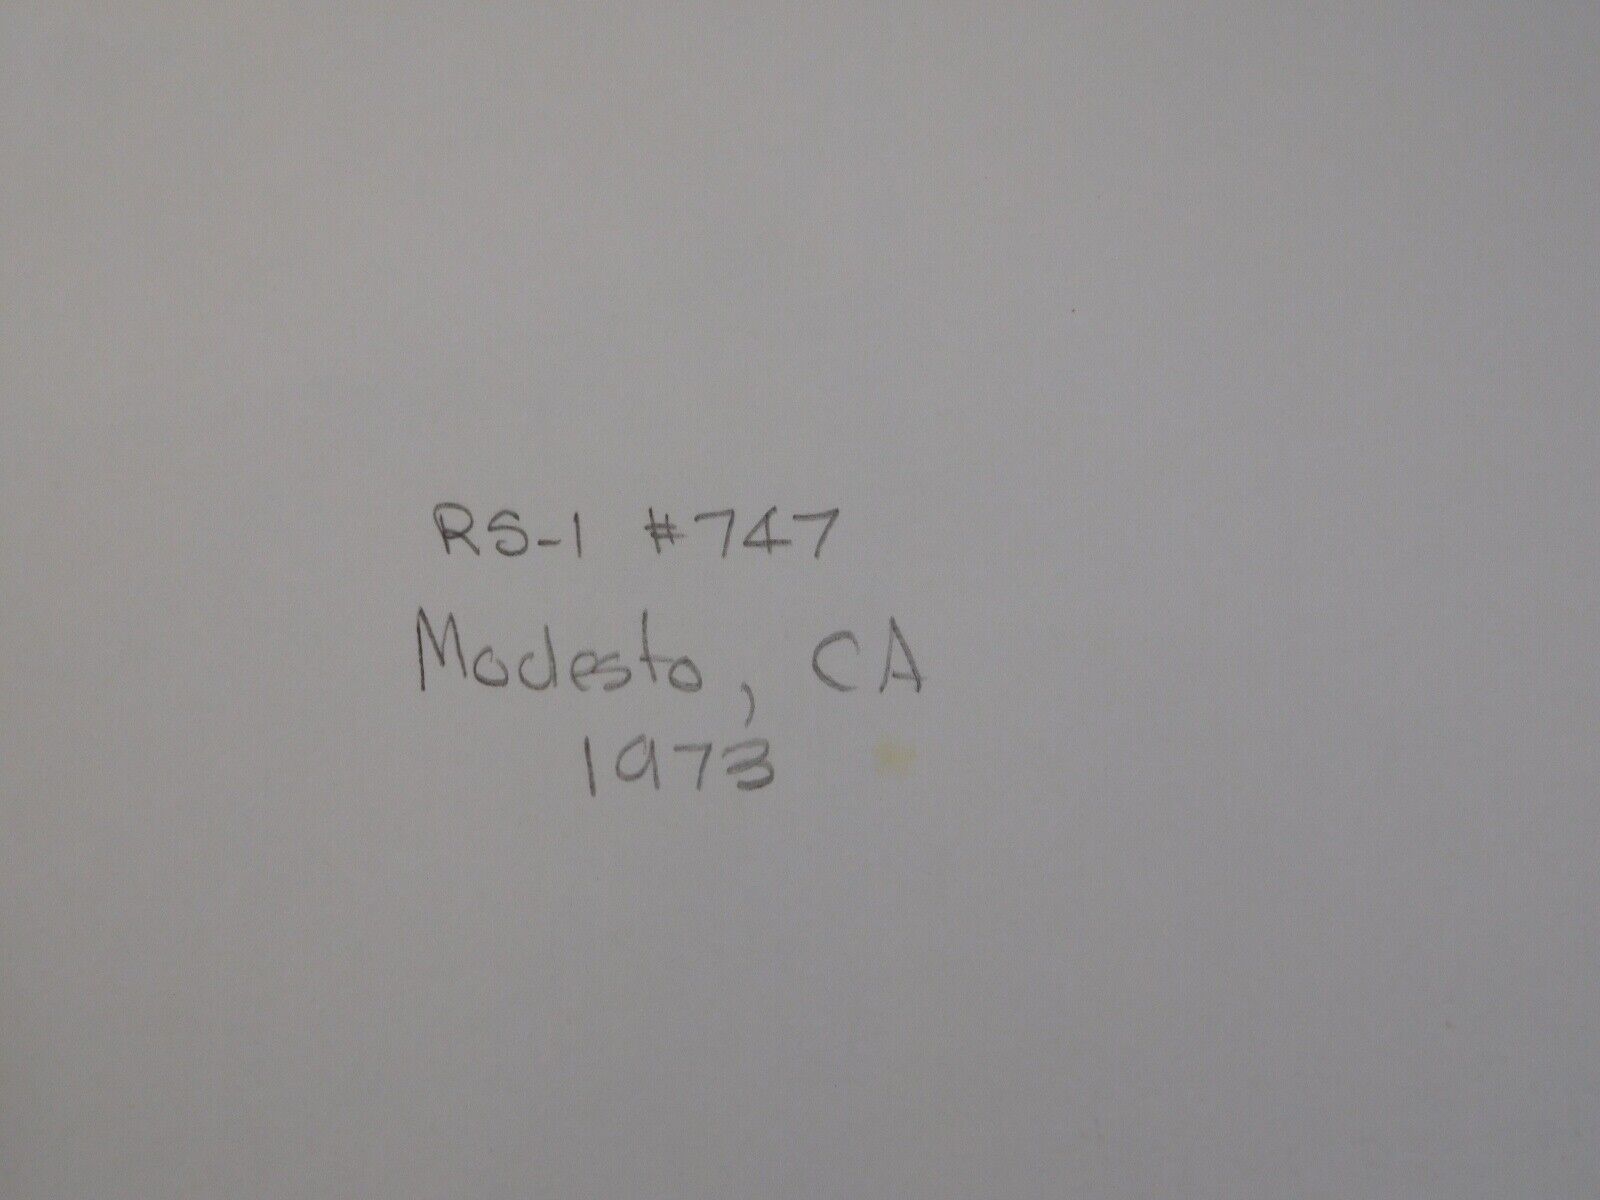 RS-1 #747
Modesto, CA
1973